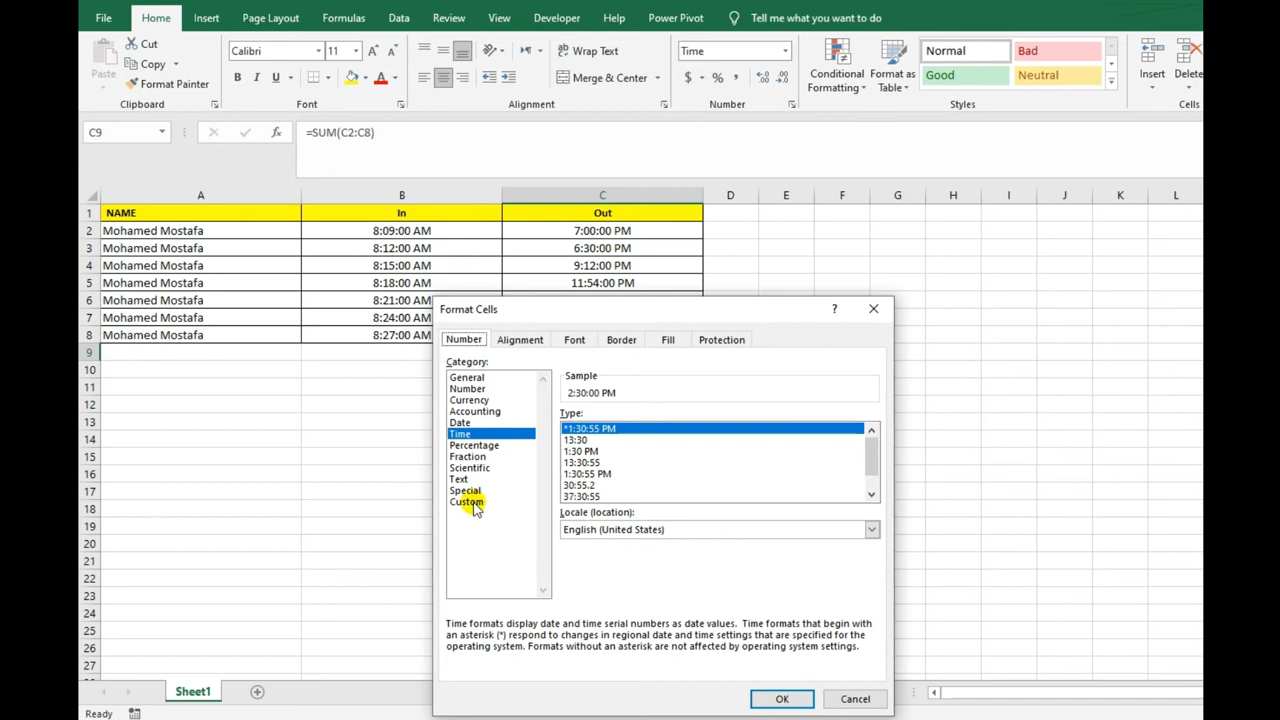 File Home Insert Page Layout Formulas Data Review View Developer Help Power Pivot Tell me what you want to do
Cut
Copy
Format Painter
Paste
Clipboard
Calibri 11
B I U
Font
Wrap Text
Merge & Center
Alignment
Time
$ % ,
Number
Conditional Formatting
Format as Table
Normal Bad
Good Neutral
Styles
Insert Delete
Cells
C9 fx =SUM(C2:C8)
A B C D E F G H I J K L
1 NAME In Out
2 Mohamed Mostafa 8:09:00 AM 7:00:00 PM
3 Mohamed Mostafa 8:12:00 AM 6:30:00 PM
4 Mohamed Mostafa 8:15:00 AM 9:12:00 PM
5 Mohamed Mostafa 8:18:00 AM 11:54:00 PM
6 Mohamed Mostafa 8:21:00 AM
7 Mohamed Mostafa 8:24:00 AM
8 Mohamed Mostafa 8:27:00 AM
9
10
11
12
13
14
15
16
17
18
19
20
21
22
23
24
25
26
27
Format Cells ?
Number Alignment Font Border Fill Protection
Category:
General
Number
Currency
Accounting
Date
Time
Percentage
Fraction
Scientific
Text
Special
Custom
Sample
2:30:00 PM
Type:
*1:30:55 PM
13:30
1:30 PM
13:30:55
1:30:55 PM
30:55.2
37:30:55
Locale (location):
English (United States)
Time formats display date and time serial numbers as date values. Time formats that begin with
an asterisk (*) respond to changes in regional date and time settings that are specified for the
operating system. Formats without an asterisk are not affected by operating system settings.
OK Cancel
Sheet1
Ready